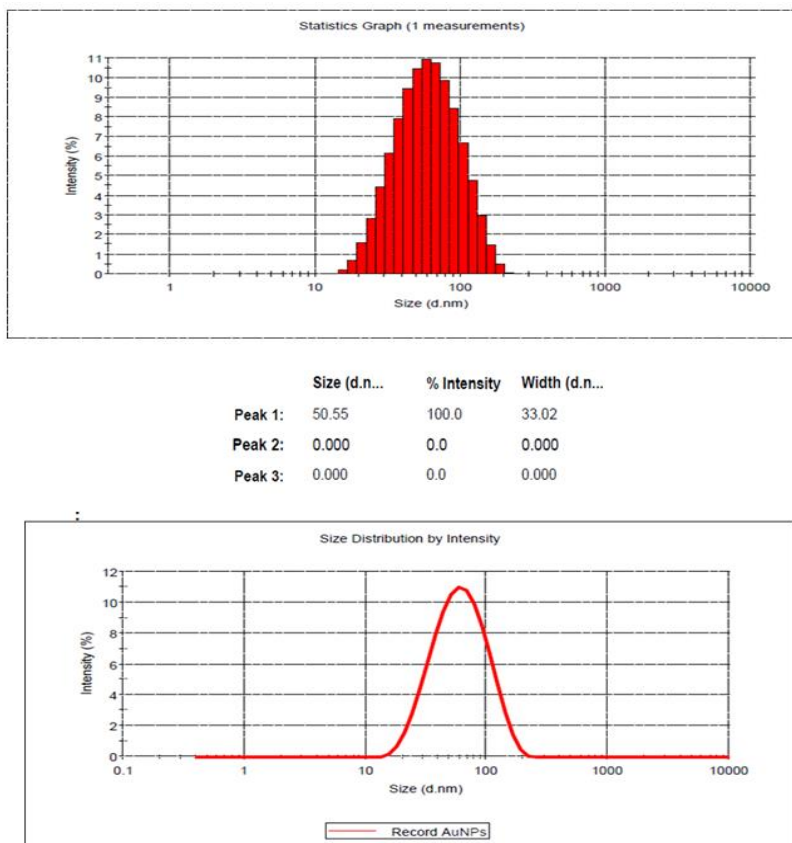 Statistics Graph (1 measurements)
11
10
9
8
7
6
5
4
3
2
1
0
Intensity (%)
1 10 100 1000 10000
Size (d.nm)
Size (d.n... % Intensity Width (d.n...
Peak 1: 50.55 100.0 33.02
Peak 2: 0.000 0.0 0.000
Peak 3: 0.000 0.0 0.000
:
Size Distribution by Intensity
12
10
8
6
4
2
0
Intensity (%)
0.1 1 10 100 1000 10000
Size (d.nm)
Record AuNPs